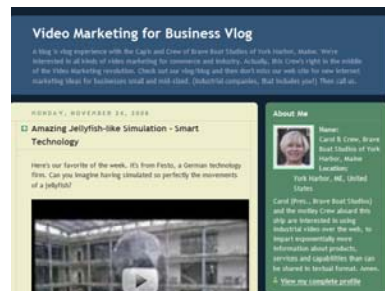 Video Marketing for Business Vlog
A blog 'n vlog experience with the Cap'n and Crew of Brave Boat Studios of York Harbor, Maine. We're
interested in all kinds of video marketing for commerce and industry. Actually, this Crew's right in the middle
of the Video Marketing revolution. Check out our vlog/blog and then don't miss our web site for new internet
marketing ideas for businesses small and mid-sized. (Industrial companies, that includes you!) Then call us.
MONDAY, NOVEMBER 24, 2008
Amazing Jellyfish-like Simulation - Smart
Technology
Here's our favorite of the week. It's from Festo, a German technology
firm. Can you imagine having simulated so perfectly the movements
of a jellyfish?
About Me
Name:
Carol & Crew, Brave
Boat Studios of York
Harbor, Maine
Location:
York Harbor, ME, United
States
Carol (Pres., Brave Boat Studios)
and the motley Crew aboard this
ship are interested in using
industrial video over the web, to
impart exponentially more
information about products,
services and capabilities than can
be shared in textual format. Amen.
View my complete profile